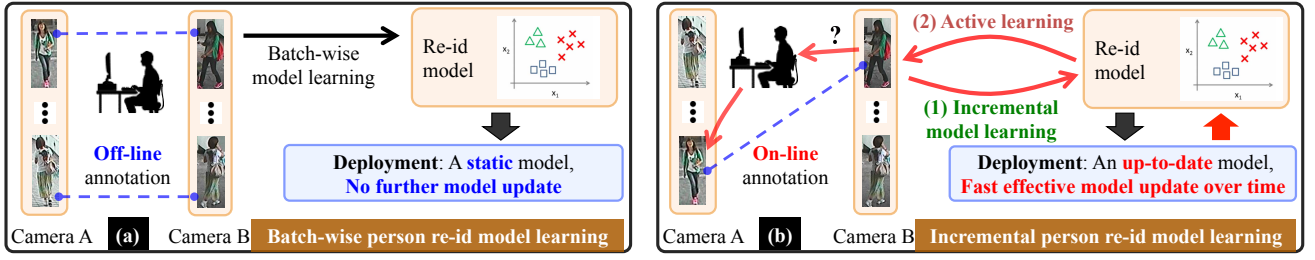 Batch-wise
model learning
Re-id
model
x₂
x₁
Off-line
annotation
Deployment: A static model,
No further model update
Camera A
(a)
Camera B
Batch-wise person re-id model learning
?
(2) Active learning
Re-id
model
x₂
x₁
(1) Incremental
model learning
On-line
annotation
Deployment: An up-to-date model,
Fast effective model update over time
Camera A
(b)
Camera B
Incremental person re-id model learning